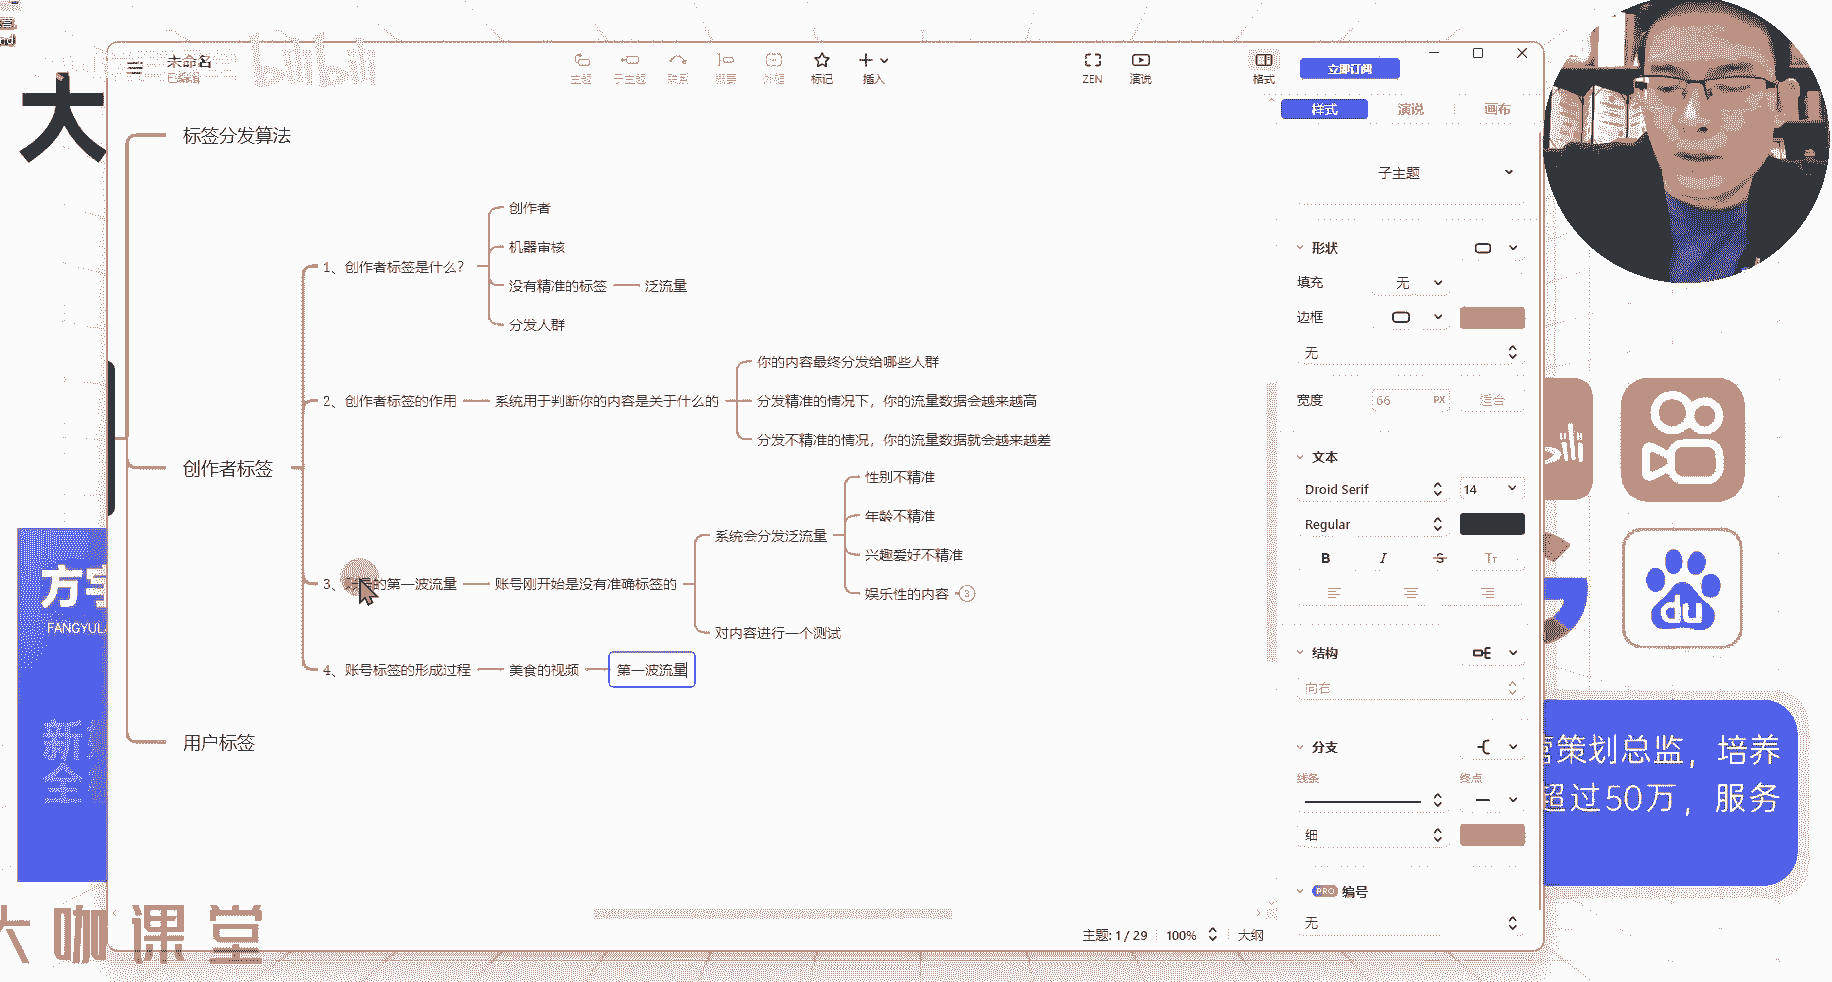 大
未命名
已编辑
bilibili
主题
子主题
联系
概要
外框
标记
插入
ZEN
演说
格式
立即订阅
样式
演说
画布
标签分发算法
子主题
创作者
机器审核
1、创作者标签是什么？
没有精准的标签
泛流量
分发人群
形状
填充
无
边框
无
你的内容最终分发给哪些人群
2、创作者标签的作用
系统用于判断你的内容是关于什么的
分发精准的情况下，你的流量数据会越来越高
分发不精准的情况，你的流量数据就会越来越差
宽度
66
PX
适合
创作者标签
性别不精准
年龄不精准
系统会分发泛流量
兴趣爱好不精准
娱乐性的内容
3
文本
Droid Serif
14
Regular
B
I
S
Tт
3、
的第一波流量
账号刚开始是没有准确标签的
对内容进行一个测试
4、账号标签的形成过程
美食的视频
第一波流量
结构
向右
用户标签
分支
线条
终点
细
PRO
编号
无
主题: 1 / 29
100%
大纲
方宇
FANGYUL
新
全
du
营策划总监，培养
超过50万，服务
大咖课堂